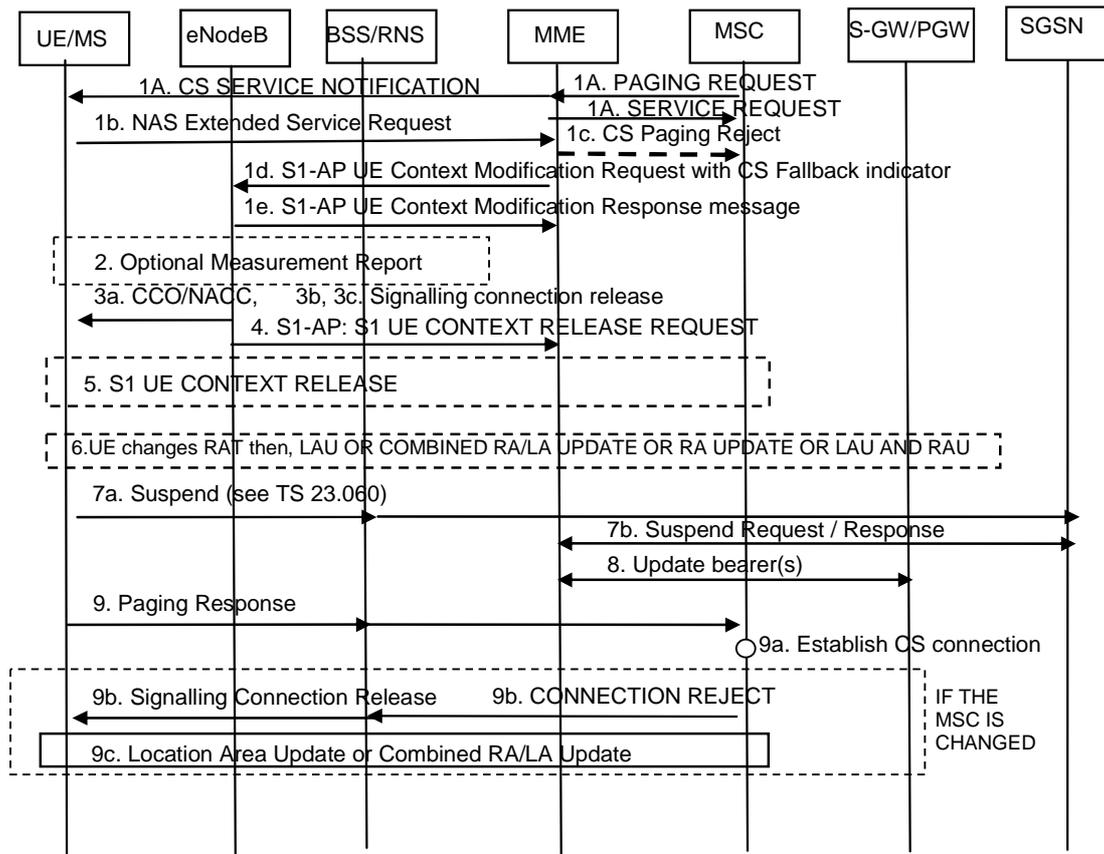 UE/MS
eNodeB
BSS/RNS
MME
MSC
S-GW/PGW
SGSN
1A. CS SERVICE NOTIFICATION
1A. PAGING REQUEST
1A. SERVICE REQUEST
1b. NAS Extended Service Request
1c. CS Paging Reject
1d. S1-AP UE Context Modification Request with CS Fallback indicator
1e. S1-AP UE Context Modification Response message
2. Optional Measurement Report
3a. CCO/NACC, 3b, 3c. Signalling connection release
4. S1-AP: S1 UE CONTEXT RELEASE REQUEST
5. S1 UE CONTEXT RELEASE
6.UE changes RAT then, LAU OR COMBINED RA/LA UPDATE OR RA UPDATE OR LAU AND RAU
7a. Suspend (see TS 23.060)
7b. Suspend Request / Response
8. Update bearer(s)
9. Paging Response
9a. Establish CS connection
9b. Signalling Connection Release
9b. CONNECTION REJECT
IF THE
MSC IS
CHANGED
9c. Location Area Update or Combined RA/LA Update